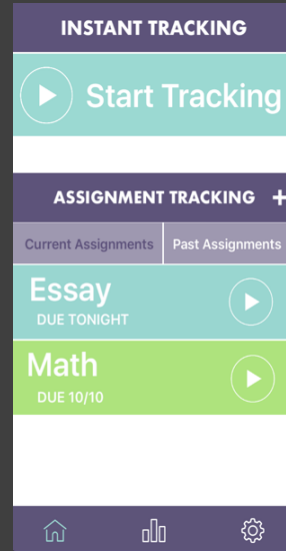 INSTANT TRACKING
Start Tracking
ASSIGNMENT TRACKING +
Current Assignments Past Assignments
Essay
DUE TONIGHT
Math
DUE 10/10